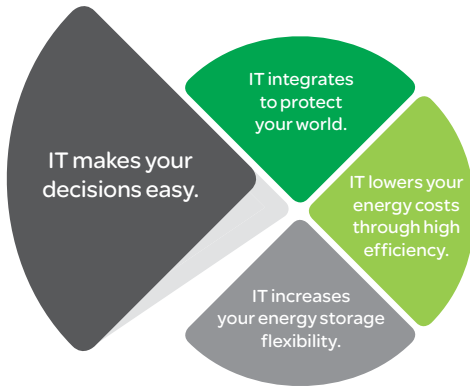 IT integrates
to protect
your world.
IT makes your
decisions easy.
IT lowers your
energy costs
through high
efficiency.
IT increases
your energy storage
flexibility.